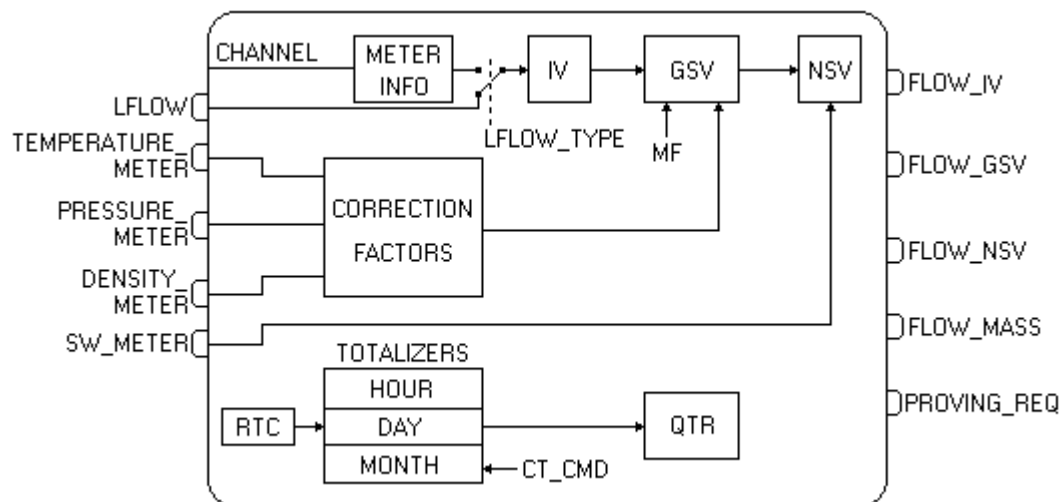 CHANNEL
METER
INFO
IV
GSV
NSV
FLOW_IV
LFLOW
LFLOW_TYPE
MF
TEMPERATURE_
METER
FLOW_GSV
PRESSURE_
METER
CORRECTION
FACTORS
FLOW_NSV
DENSITY_
METER
SW_METER
FLOW_MASS
TOTALIZERS
HOUR
DAY
MONTH
RTC
QTR
CT_CMD
PROVING_REQ